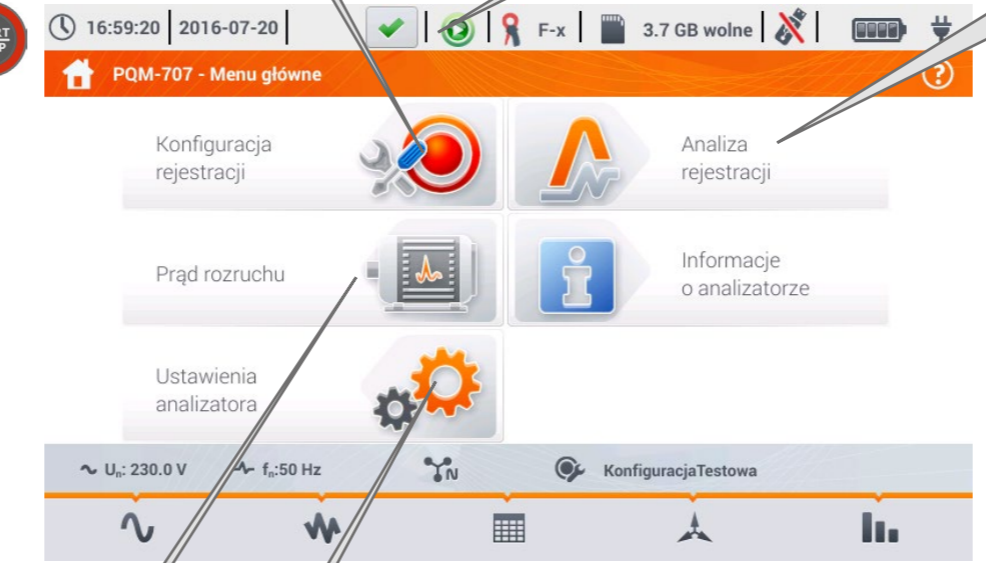 16:59:20 2016-07-20 F-x 3.7 GB wolne
PQM-707 - Menu główne ?
Konfiguracja
rejestracji
Analiza
rejestracji
Prąd rozruchu
Informacje
o analizatorze
Ustawienia
analizatora
Un: 230.0 V fn:50 Hz N KonfiguracjaTestowa